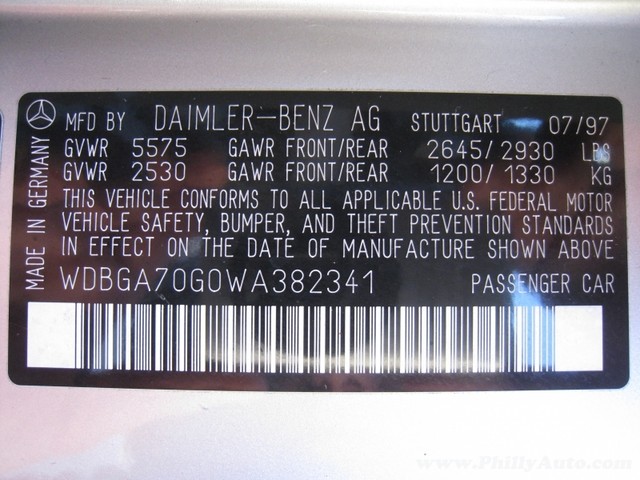 MADE IN GERMANY
MFD BY DAIMLER-BENZ AG STUTTGART 07/97
GVWR 5575 GAWR FRONT/REAR 2645/2930 LBS
GVWR 2530 GAWR FRONT/REAR 1200/1330 KG
THIS VEHICLE CONFORMS TO ALL APPLICABLE U.S. FEDERAL MOTOR
VEHICLE SAFETY, BUMPER, AND THEFT PREVENTION STANDARDS
IN EFFECT ON THE DATE OF MANUFACTURE SHOWN ABOVE
WDBGA70G0WA382341 PASSENGER CAR
www.PhillyAuto.com